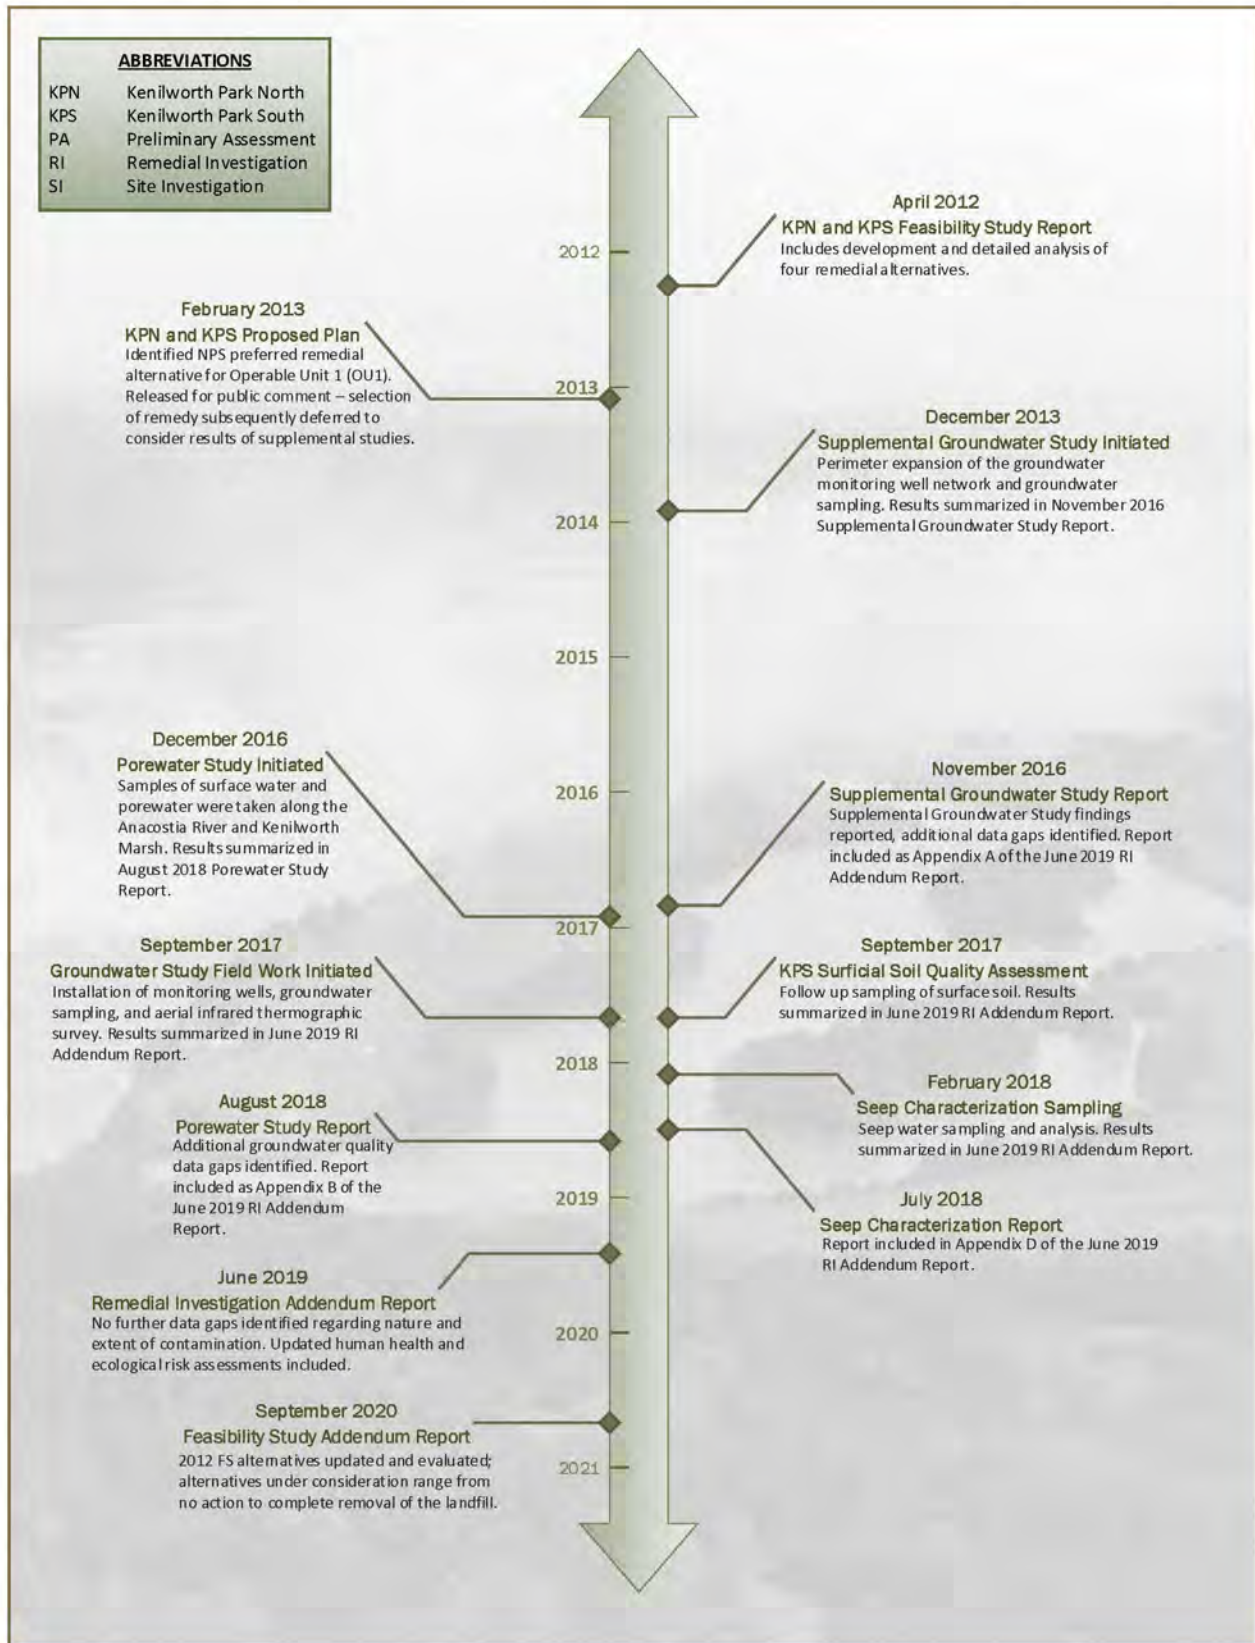 ABBREVIATIONS
KPN Kenilworth Park North
KPS Kenilworth Park South
PA Preliminary Assessment
RI Remedial Investigation
SI Site Investigation
April 2012
KPN and KPS Feasibility Study Report
Includes development and detailed analysis of
four remedial alternatives.
2012
February 2013
KPN and KPS Proposed Plan
Identified NPS preferred remedial
alternative for Operable Unit 1 (OU1).
Released for public comment – selection
of remedy subsequently deferred to
consider results of supplemental studies.
2013
December 2013
Supplemental Groundwater Study Initiated
Perimeter expansion of the groundwater
monitoring well network and groundwater
sampling. Results summarized in November 2016
Supplemental Groundwater Study Report.
2014
2015
December 2016
Porewater Study Initiated
Samples of surface water and
porewater were taken along the
Anacostia River and Kenilworth
Marsh. Results summarized in
August 2018 Porewater Study
Report.
2016
November 2016
Supplemental Groundwater Study Report
Supplemental Groundwater Study findings
reported, additional data gaps identified. Report
included as Appendix A of the June 2019 RI
Addendum Report.
2017
September 2017
Groundwater Study Field Work Initiated
Installation of monitoring wells, groundwater
sampling, and aerial infrared thermographic
survey. Results summarized in June 2019 RI
Addendum Report.
September 2017
KPS Surficial Soil Quality Assessment
Follow up sampling of surface soil. Results
summarized in June 2019 RI Addendum Report.
2018
February 2018
Seep Characterization Sampling
Seep water sampling and analysis. Results
summarized in June 2019 RI Addendum Report.
August 2018
Porewater Study Report
Additional groundwater quality
data gaps identified. Report
included as Appendix B of the
June 2019 RI Addendum
Report.
2019
July 2018
Seep Characterization Report
Report included in Appendix D of the June 2019
RI Addendum Report.
June 2019
Remedial Investigation Addendum Report
No further data gaps identified regarding nature and
extent of contamination. Updated human health and
ecological risk assessments included.
2020
September 2020
Feasibility Study Addendum Report
2012 FS alternatives updated and evaluated;
alternatives under consideration range from
no action to complete removal of the landfill.
2021